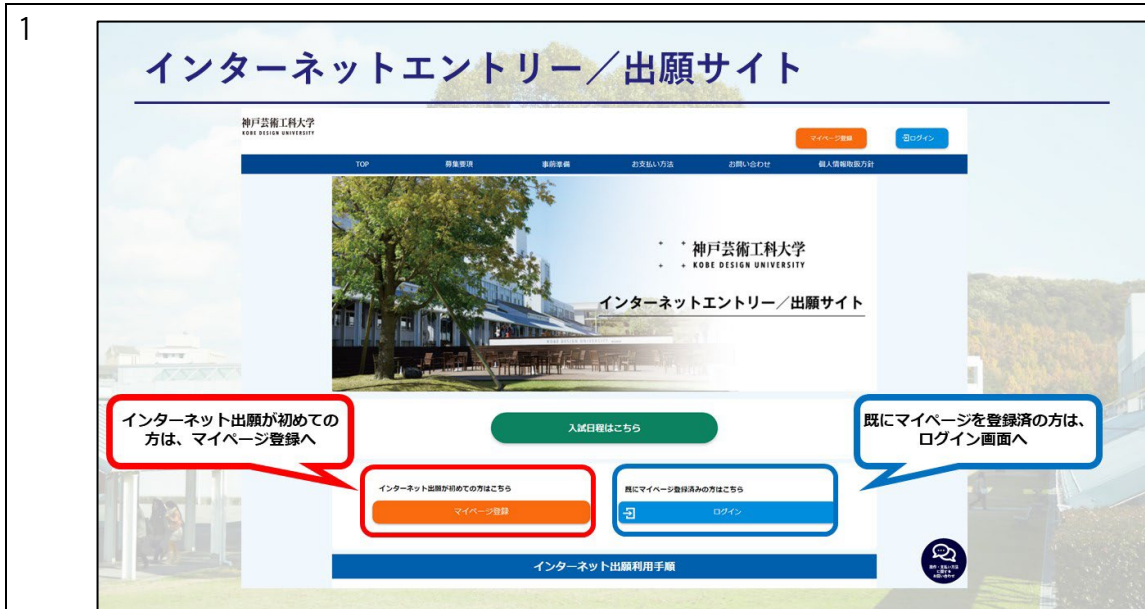 1
インターネットエントリー／出願サイト
神戸芸術工科大学
KOBE DESIGN UNIVERSITY
マイページ登録
ログイン
TOP
募集要項
事前準備
お支払い方法
お問い合わせ
個人情報取扱方針
神戸芸術工科大学
KOBE DESIGN UNIVERSITY
インターネットエントリー／出願サイト
インターネット出願が初めての
方は、マイページ登録へ
入試日程はこちら
既にマイページを登録済の方は、
ログイン画面へ
インターネット出願が初めての方はこちら
マイページ登録
既にマイページ登録済みの方はこちら
ログイン
インターネット出願利用手順
に関する
お問い合わせ